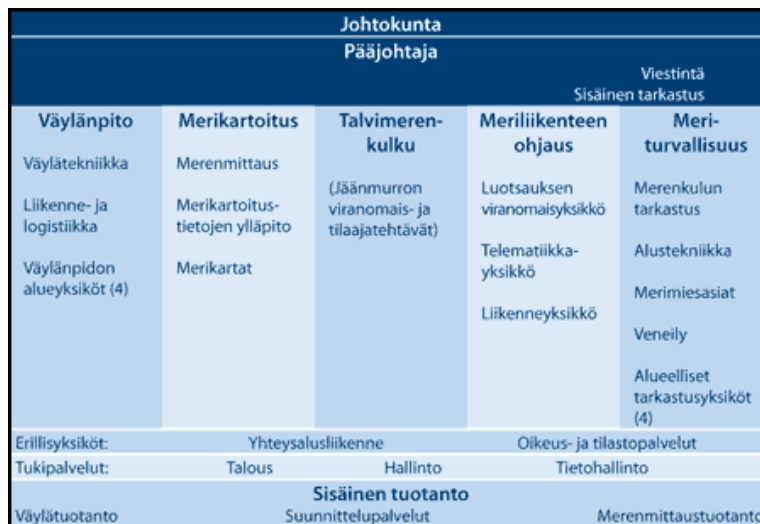 Johtokunta
Pääjohtaja
Viestintä
Sisäinen tarkastus
Väylänpito
Väylätekniikka
Liikenne- ja
logistiikka
Väylänpidon
alueyksiköt (4)
Merikartoitus
Merenmittaus
Merikartoitus-
tietojen ylläpito
Merikartat
Talvimeren-
kulku
(Jäänmurron
viranomais- ja
tilaajatehtävät)
Meriliikenteen
ohjaus
Luotsauksen
viranomaisyksikkö
Telematiikka-
yksikkö
Liikenneyksikkö
Meri-
turvallisuus
Merenkulun
tarkastus
Alustekniikka
Merimiesasiat
Veneily
Alueelliset
tarkastusyksiköt
(4)
Erillisyksiköt: Yhteysalusliikenne Oikeus- ja tilastopalvelut
Tukipalvelut: Talous Hallinto Tietohallinto
Sisäinen tuotanto
Väylätuotanto Suunnittelupalvelut Merenmittaustuotanto